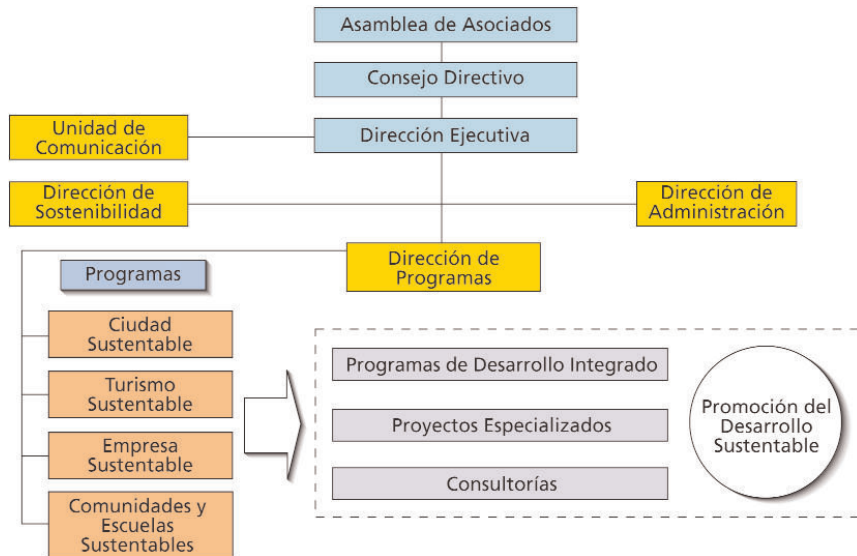 Asamblea de Asociados
Consejo Directivo
Unidad de
Comunicación
Dirección Ejecutiva
Dirección de
Sostenibilidad
Dirección de
Administración
Dirección de
Programas
Programas
Ciudad
Sustentable
Turismo
Sustentable
Empresa
Sustentable
Comunidades y
Escuelas
Sustentables
Programas de Desarrollo Integrado
Proyectos Especializados
Consultorías
Promoción del
Desarrollo
Sustentable